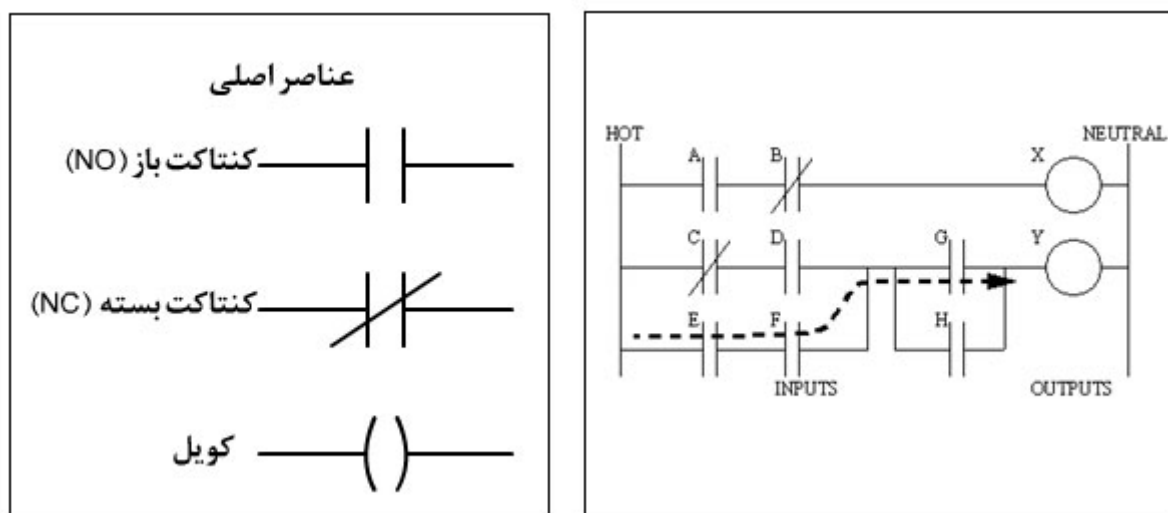 عناصر اصلی
کنتاکت باز (NO)
کنتاکت بسته (NC)
کویل
HOT NEUTRAL
A B X
C D G Y
E F H
INPUTS OUTPUTS